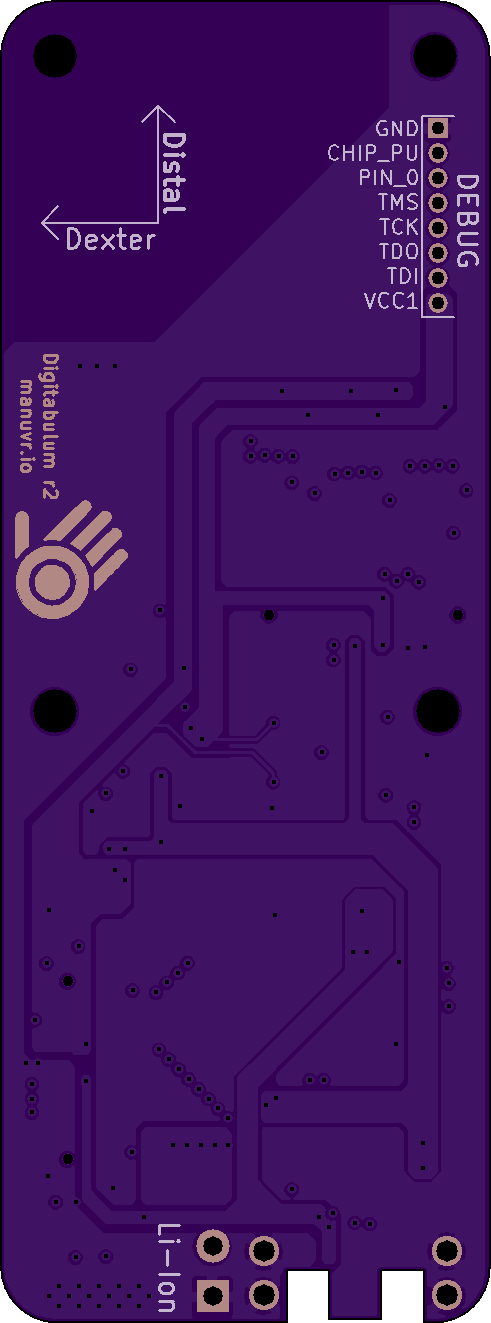 Distal
Dexter
GND
CHIP_PU
PIN_0
TMS
TCK
TDO
TDI
VCC1
DEBUG
Digitabulum r2
manuvr.io
Li-Ion